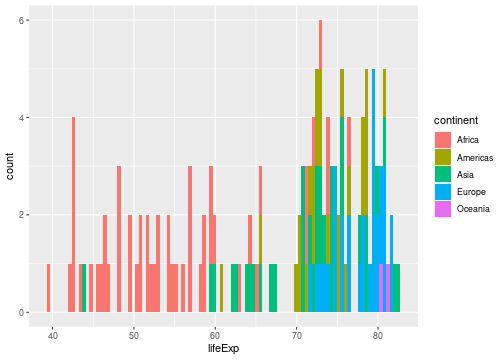 6
4
2
0
count
40
50
60
70
80
lifeExp
continent
Africa
Americas
Asia
Europe
Oceania